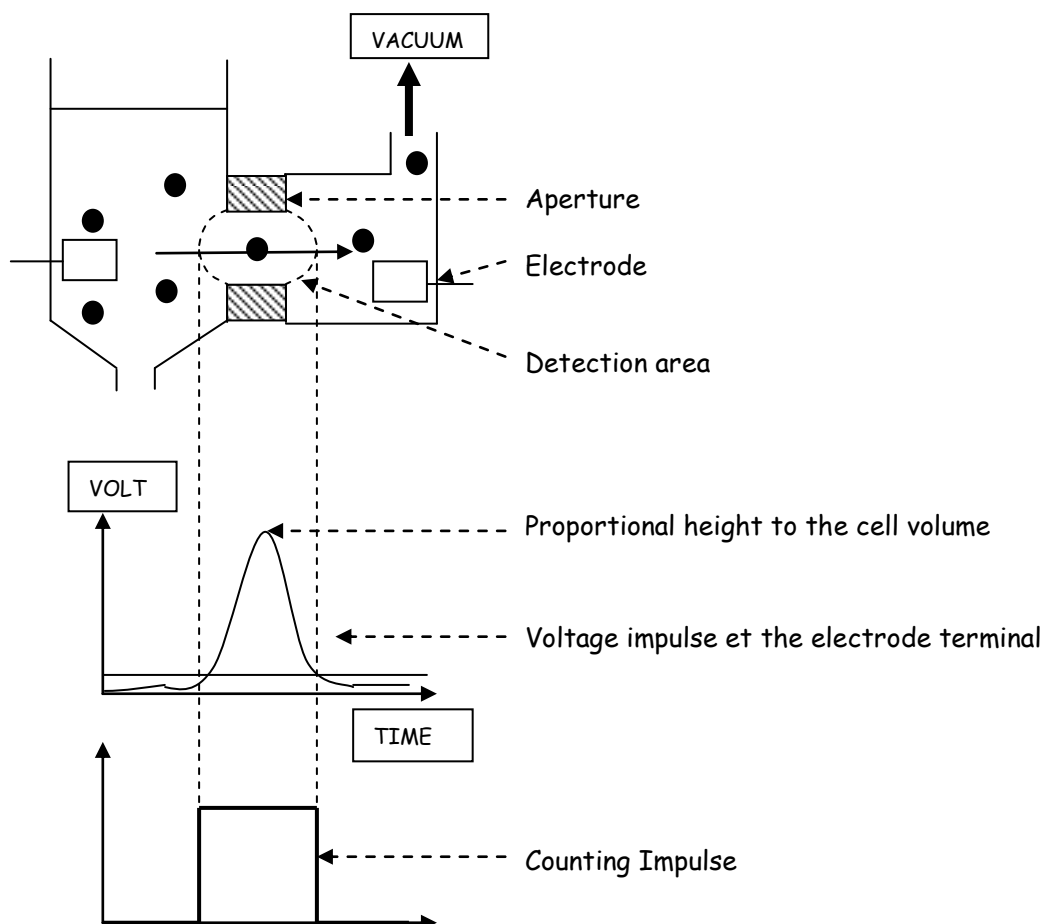 VACUUM
Aperture
Electrode
Detection area
VOLT
Proportional height to the cell volume
Voltage impulse et the electrode terminal
TIME
Counting Impulse